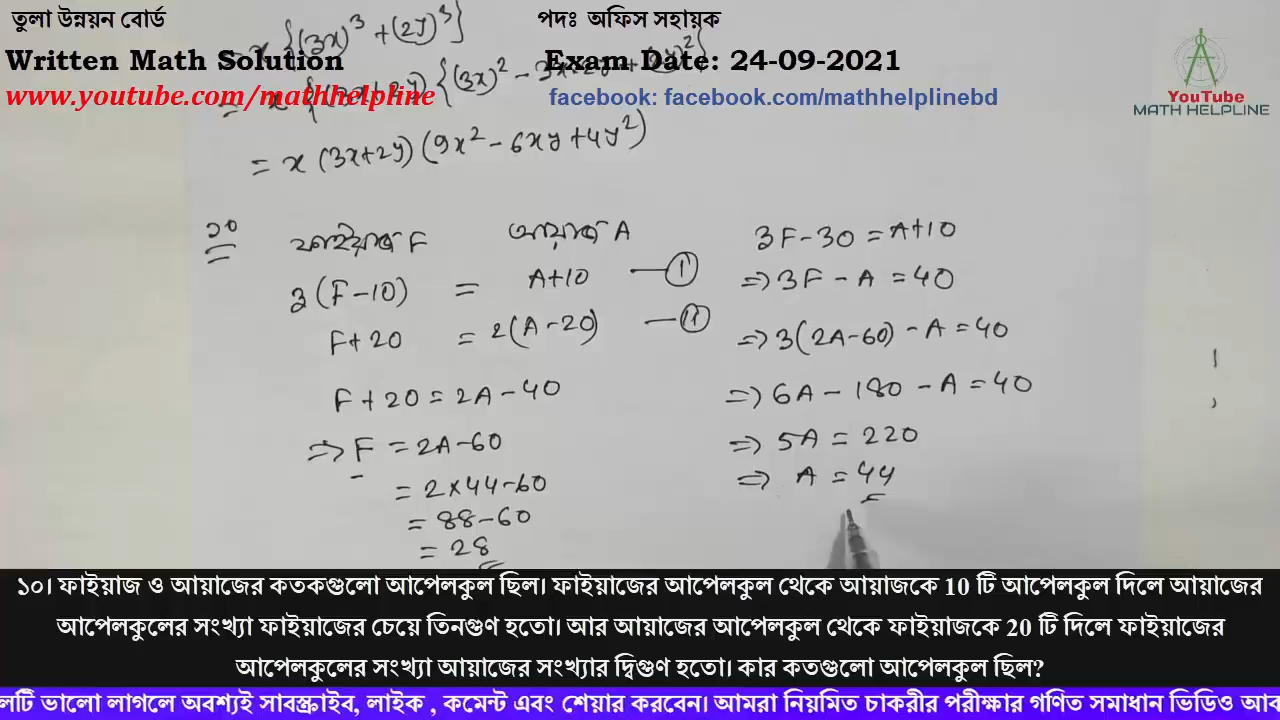 তুলা উন্নয়ন বোর্ড
পদঃ অফিস সহায়ক
= x {(3x)³ + (2y)³}
Written Math Solution
Exam Date: 24-09-2021
www.youtube.com/mathhelpline
facebook: facebook.com/mathhelplinebd
YouTube
MATH HELPLINE
= x (3x+2y) (9x² - 6xy + 4y²)
১০
ফাইয়াজ F
আয়াজ A
3(F-10) = A+10 — (i)
F+20 = 2(A-20) — (ii)
F+20 = 2A-40
=> F = 2A-60
= 2×44-60
= 88-60
= 28
3F-30 = A+10
=> 3F - A = 40
=> 3(2A-60) - A = 40
=> 6A - 180 - A = 40
=> 5A = 220
=> A = 44
১০। ফাইয়াজ ও আয়াজের কতকগুলো আপেলকুল ছিল। ফাইয়াজের আপেলকুল থেকে আয়াজকে 10 টি আপেলকুল দিলে আয়াজের
আপেলকুলের সংখ্যা ফাইয়াজের চেয়ে তিনগুণ হতো। আর আয়াজের আপেলকুল থেকে ফাইয়াজকে 20 টি দিলে ফাইয়াজের
আপেলকুলের সংখ্যা আয়াজের সংখ্যার দ্বিগুণ হতো। কার কতগুলো আপেলকুল ছিল?
লটি ভালো লাগলে অবশ্যই সাবস্ক্রাইব, লাইক , কমেন্ট এবং শেয়ার করবেন। আমরা নিয়মিত চাকরীর পরীক্ষার গণিত সমাধান ভিডিও আব